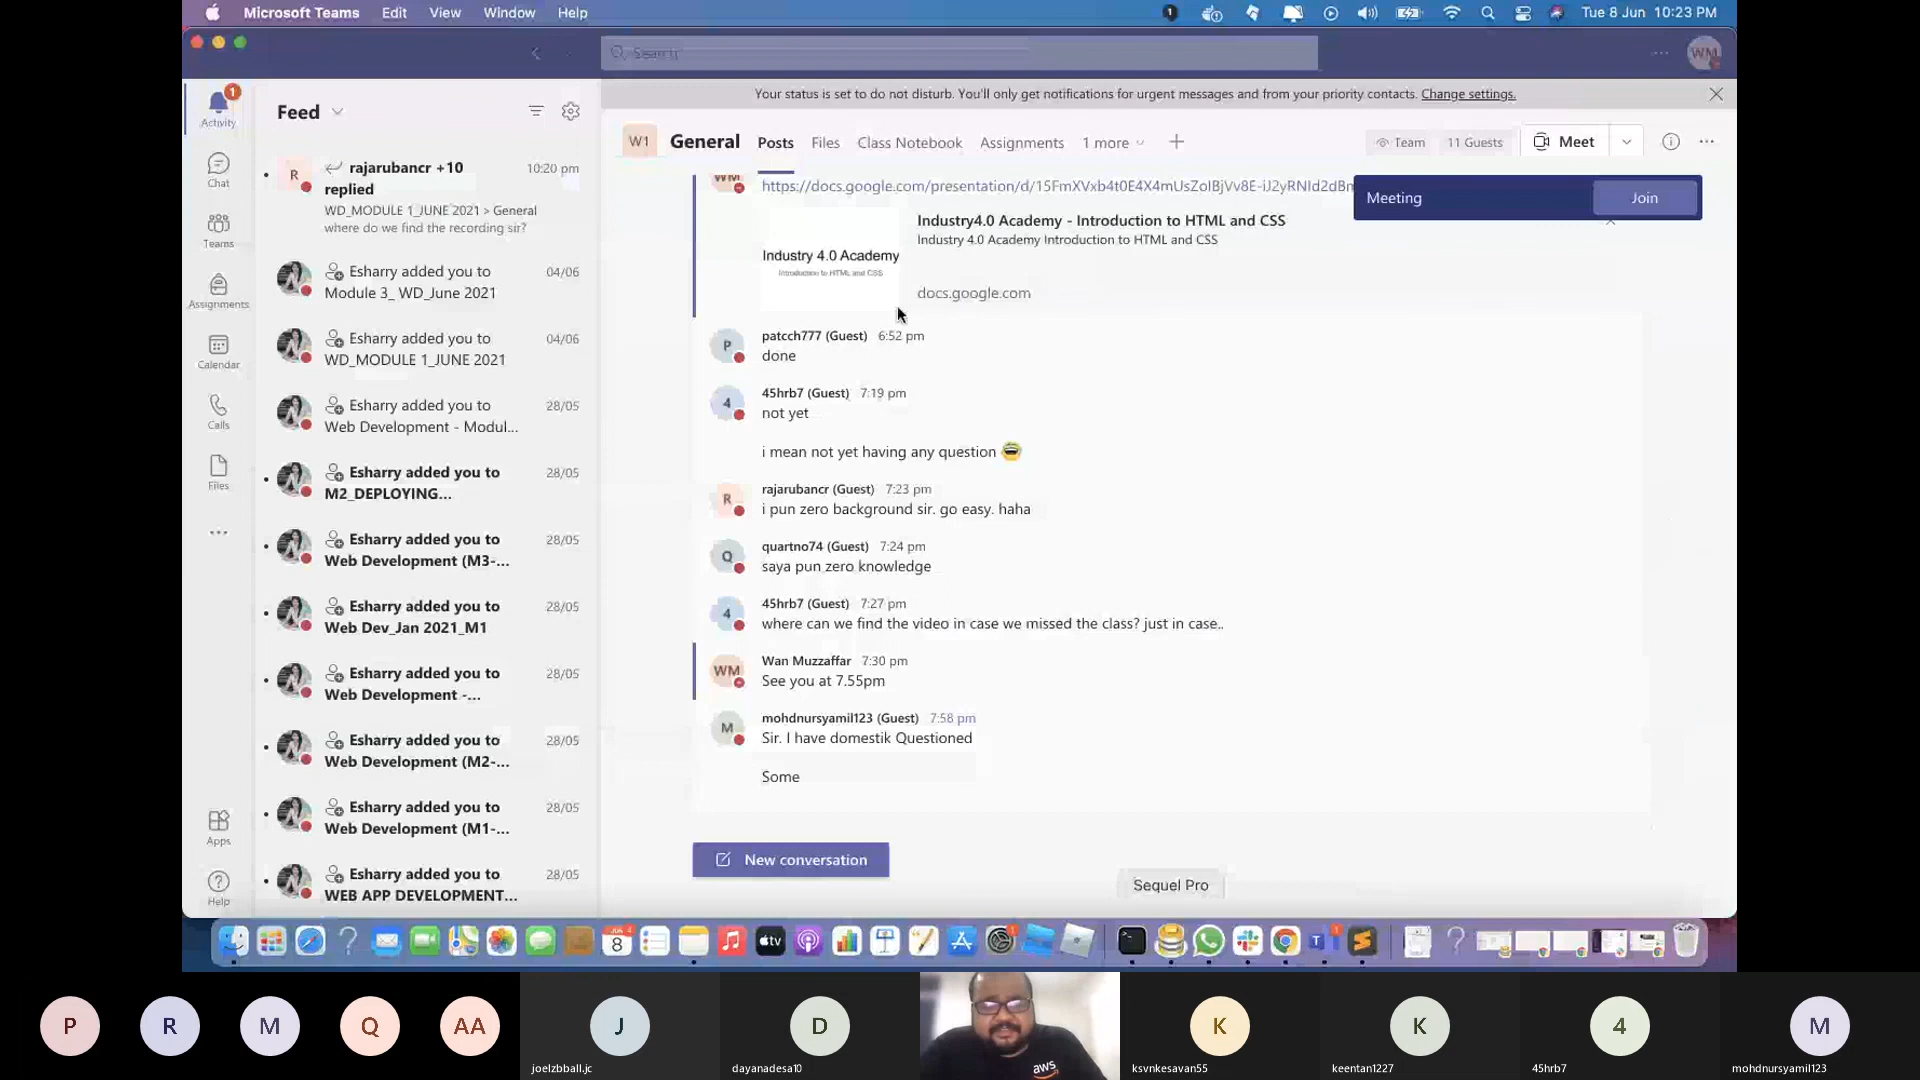 Microsoft Teams Edit View Window Help
Tue 8 Jun 10:23 PM
Search
WM
Your status is set to do not disturb. You'll only get notifications for urgent messages and from your priority contacts. Change settings.
1
Activity
Chat
Teams
Assignments
Calendar
Calls
Files
Apps
Help
Feed
R
rajarubancr +10 replied
10:20 pm
WD_MODULE 1_JUNE 2021 > General
where do we find the recording sir?
Esharry added you to 04/06
Module 3_ WD_June 2021
Esharry added you to 04/06
WD_MODULE 1_JUNE 2021
Esharry added you to 28/05
Web Development - Modul...
Esharry added you to 28/05
M2_DEPLOYING...
Esharry added you to 28/05
Web Development (M3-...
Esharry added you to 28/05
Web Dev_Jan 2021_M1
Esharry added you to 28/05
Web Development -...
Esharry added you to 28/05
Web Development (M2-...
Esharry added you to 28/05
Web Development (M1-...
Esharry added you to 28/05
WEB APP DEVELOPMENT...
W1 General Posts Files Class Notebook Assignments 1 more
Team 11 Guests Meet
Meeting Join
WM
Industry4.0 Academy - Introduction to HTML and CSS
Industry 4.0 Academy Introduction to HTML and CSS
Industry 4.0 Academy
Introduction to HTML and CSS
docs.google.com
P
patcch777 (Guest) 6:52 pm
done
4
45hrb7 (Guest) 7:19 pm
not yet
i mean not yet having any question
R
rajarubancr (Guest) 7:23 pm
i pun zero background sir. go easy. haha
Q
quartno74 (Guest) 7:24 pm
saya pun zero knowledge
4
45hrb7 (Guest) 7:27 pm
where can we find the video in case we missed the class? just in case..
WM
Wan Muzzaffar 7:30 pm
See you at 7.55pm
M
mohdnursyamil123 (Guest) 7:58 pm
Sir. I have domestik Questioned
Some
New conversation
Sequel Pro
tv
8
P R M Q AA J D K K 4 M
aws
joelzbball.jc dayanadesa10 ksvnkesavan55 keentan1227 45hrb7 mohdnursyamil123